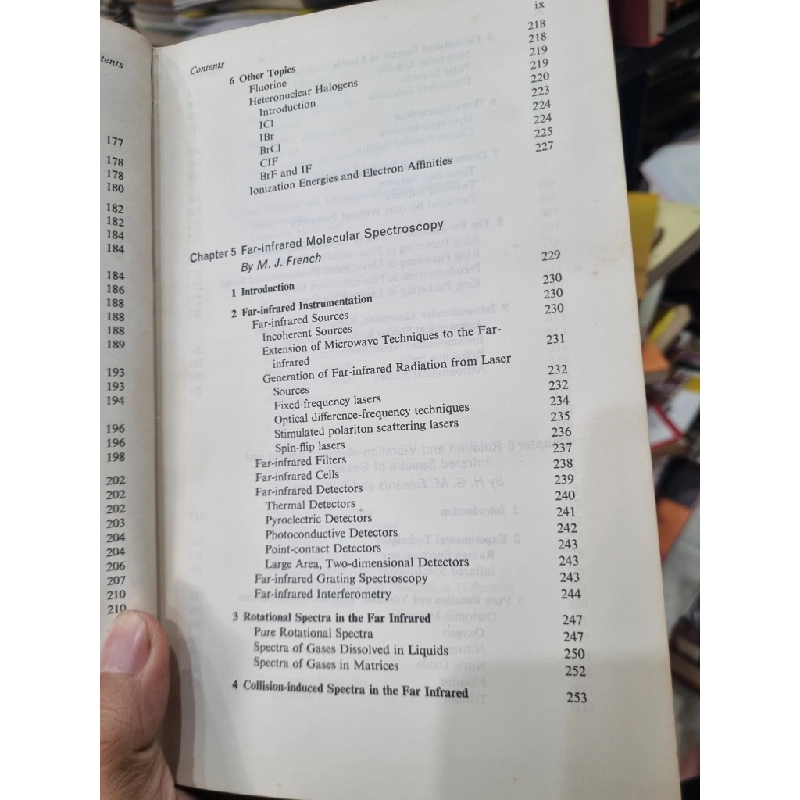 tents
177
178
178
180
182
182
184
184
184
186
188
188
188
189
193
193
194
196
196
198
202
202
202
203
204
204
206
207
210
210
Contents ix
6 Other Topics 218
Fluorine 218
Heteronuclear Halogens 219
Introduction 219
ICl 220
IBr 223
BrCl 224
ClF 224
BrF and IF 225
Ionization Energies and Electron Affinities 227
Chapter 5 Far-infrared Molecular Spectroscopy
By M. J. French
1 Introduction 229
2 Far-infrared Instrumentation 230
Far-infrared Sources 230
Incoherent Sources 230
Extension of Microwave Techniques to the Far-
infrared 231
Generation of Far-infrared Radiation from Laser
Sources 232
Fixed-frequency lasers 232
Optical difference-frequency techniques 234
Stimulated polariton scattering lasers 235
Spin-flip lasers 236
Far-infrared Filters 237
Far-infrared Cells 238
Far-infrared Detectors 239
Thermal Detectors 240
Pyroelectric Detectors 241
Photoconductive Detectors 242
Point-contact Detectors 243
Large Area, Two-dimensional Detectors 243
Far-infrared Grating Spectroscopy 243
Far-infrared Interferometry 244
3 Rotational Spectra in the Far Infrared 247
Pure Rotational Spectra 247
Spectra of Gases Dissolved in Liquids 250
Spectra of Gases in Matrices 252
4 Collision-induced Spectra in the Far Infrared 253